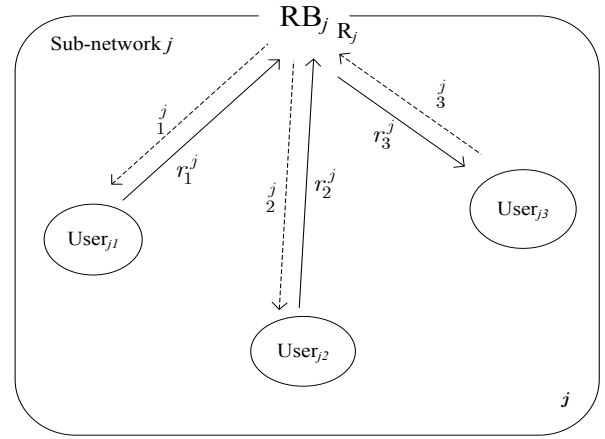 RB_j R_j
Sub-network j
j
1
r_1^j
j
2
r_2^j
j
3
r_3^j
User_j1
User_j2
User_j3
j